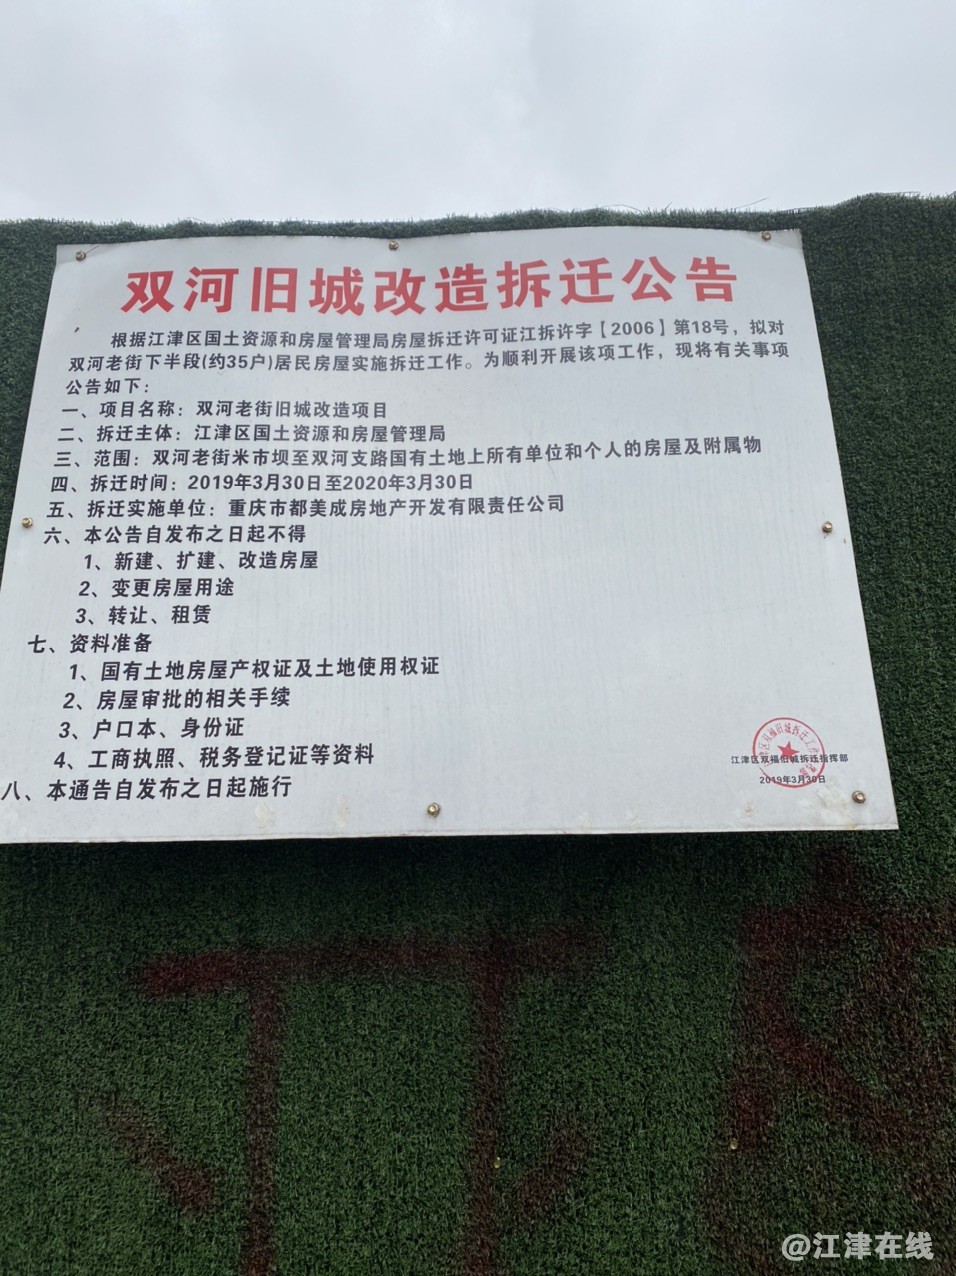 双河旧城改造拆迁公告
根据江津区国土资源和房屋管理局房屋拆迁许可证江拆许字【2006】第18号，拟对
双河老街下半段(约35户)居民房屋实施拆迁工作。为顺利开展该项工作，现将有关事项
公告如下：
一、项目名称：双河老街旧城改造项目
二、拆迁主体：江津区国土资源和房屋管理局
三、范围：双河老街米市坝至双河支路国有土地上所有单位和个人的房屋及附属物
四、拆迁时间：2019年3月30日至2020年3月30日
五、拆迁实施单位：重庆市都美成房地产开发有限责任公司
六、本公告自发布之日起不得
1、新建、扩建、改造房屋
2、变更房屋用途
3、转让、租赁
七、资料准备
1、国有土地房屋产权证及土地使用权证
2、房屋审批的相关手续
3、户口本、身份证
4、工商执照、税务登记证等资料
八、本通告自发布之日起施行
江津区双福旧城拆迁指挥部
2019年3月30日
@江津在线